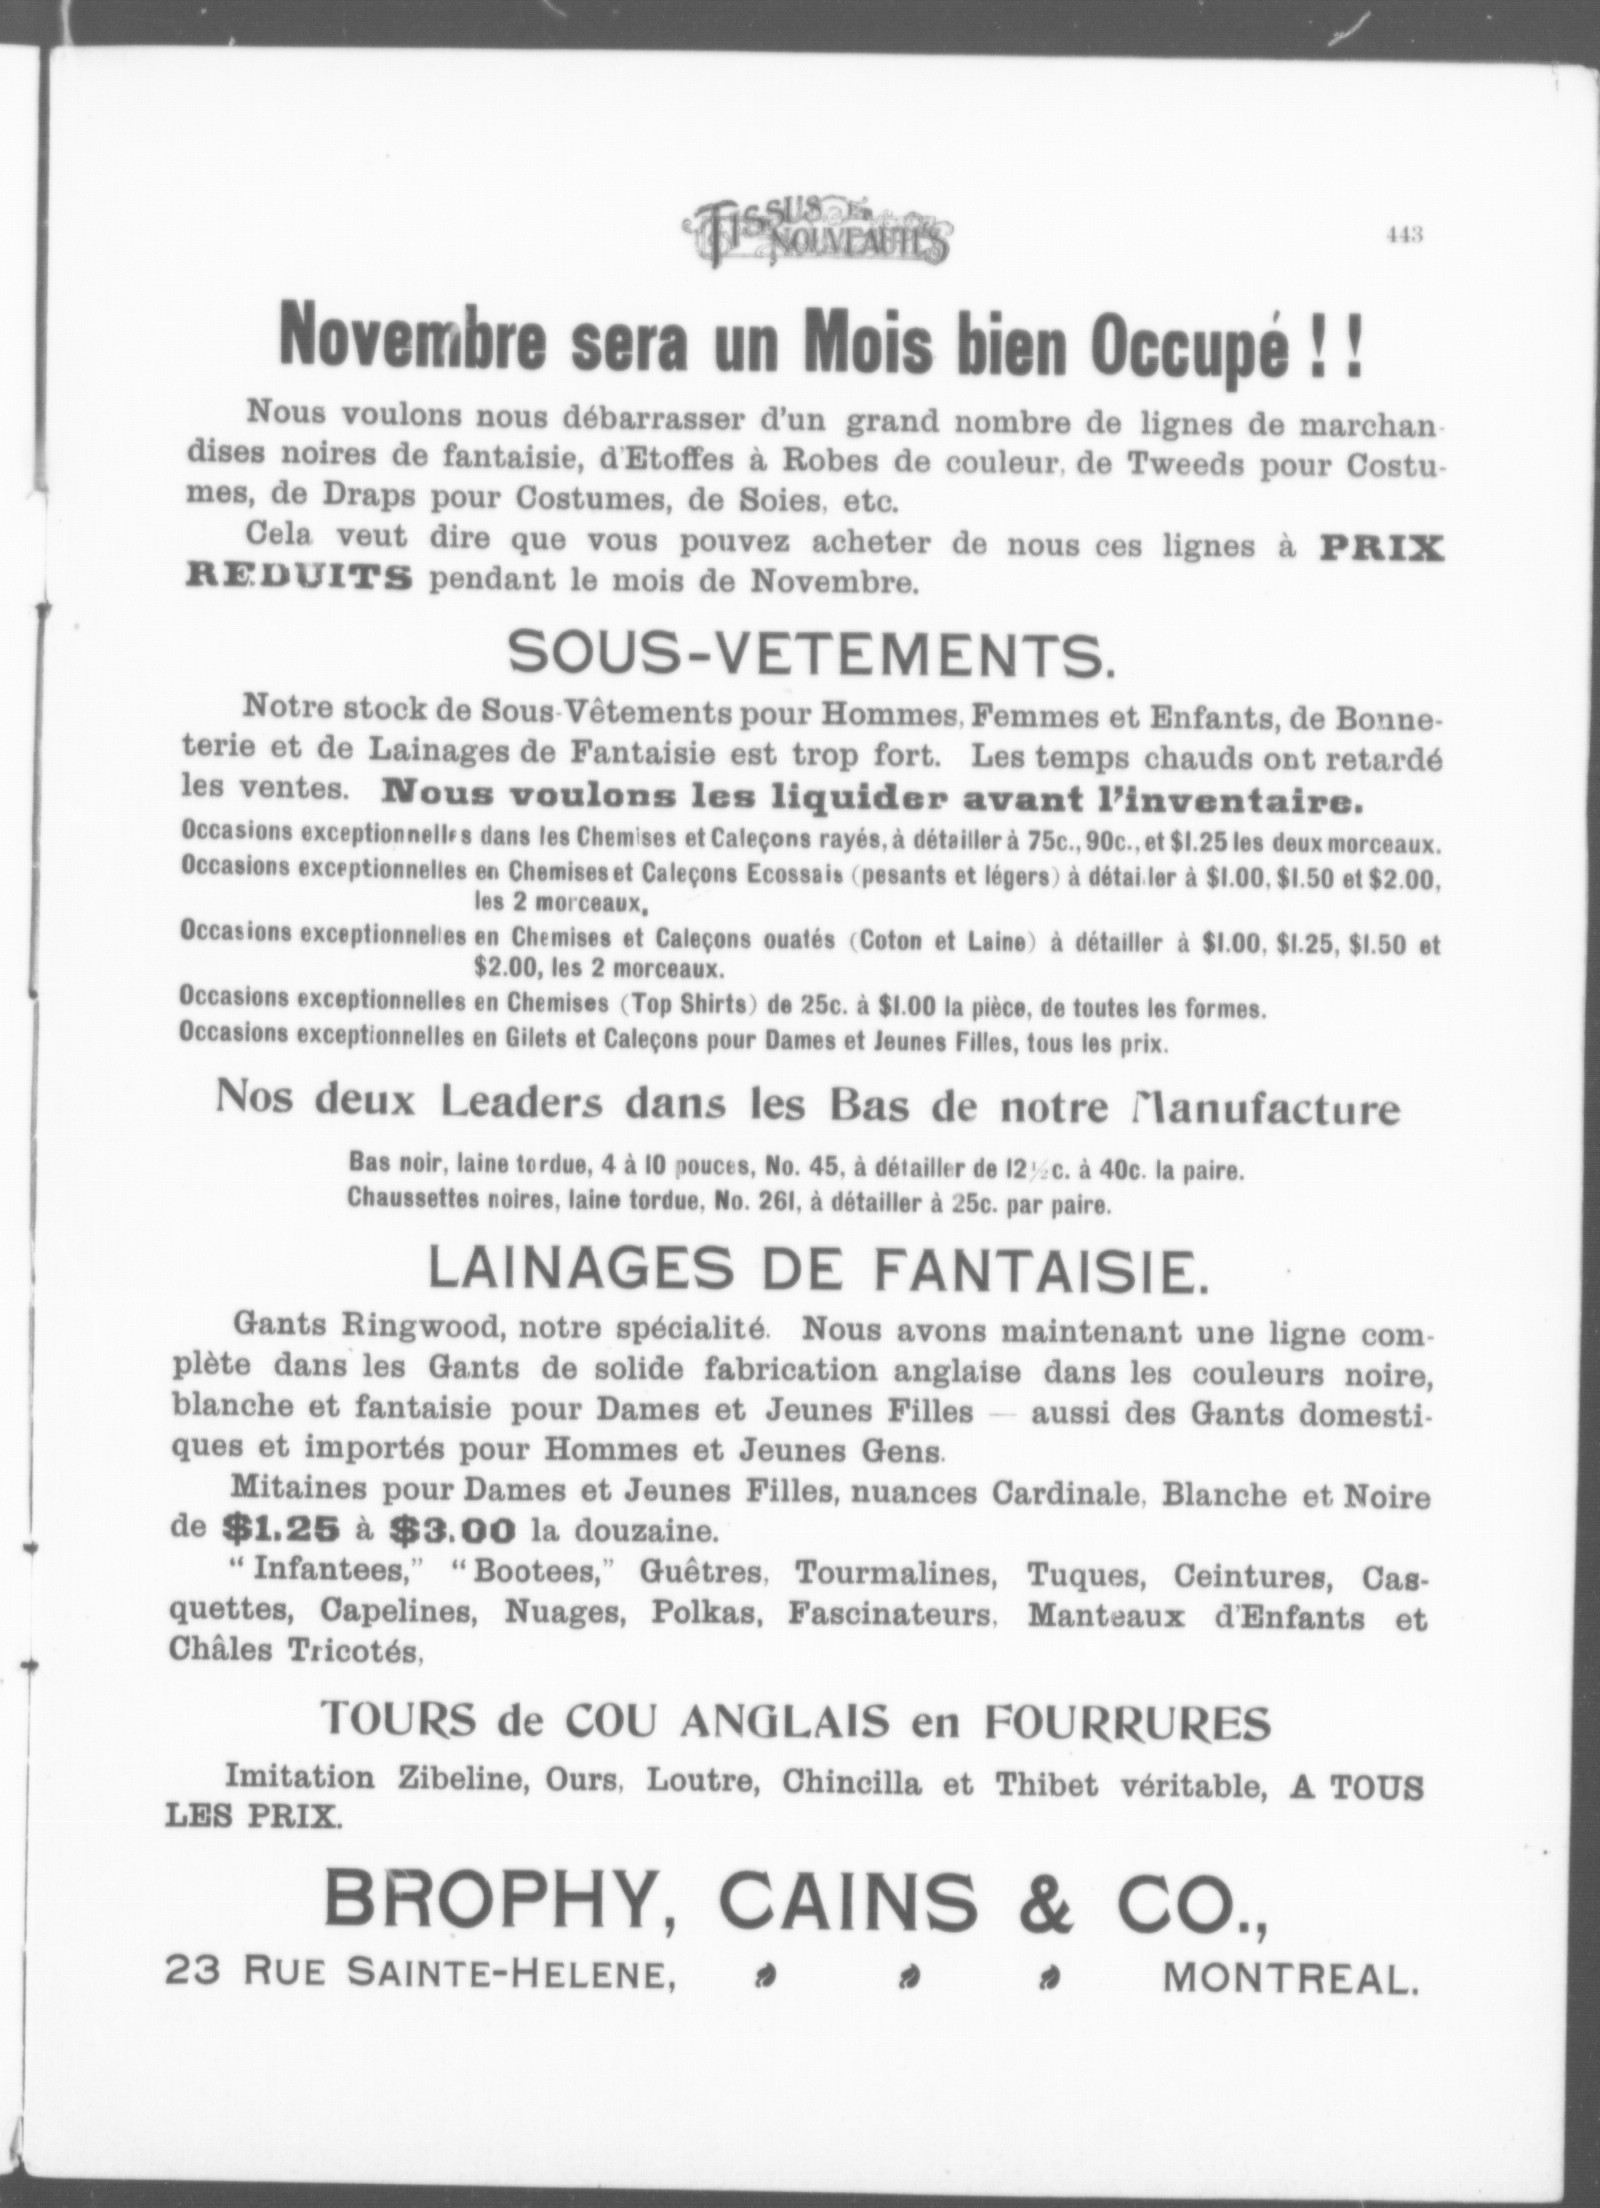 TISSUS ET NOUVEAUTÉS
443
Novembre sera un Mois bien Occupé ! !
Nous voulons nous débarrasser d'un grand nombre de lignes de marchan-
dises noires de fantaisie, d'Etoffes à Robes de couleur, de Tweeds pour Costu-
mes, de Draps pour Costumes, de Soies, etc.
Cela veut dire que vous pouvez acheter de nous ces lignes à PRIX
REDUITS pendant le mois de Novembre.
SOUS-VETEMENTS.
Notre stock de Sous-Vêtements pour Hommes, Femmes et Enfants, de Bonne-
terie et de Lainages de Fantaisie est trop fort. Les temps chauds ont retardé
les ventes. Nous voulons les liquider avant l'inventaire.
Occasions exceptionnelles dans les Chemises et Caleçons rayés, à détailler à 75c., 90c., et $1.25 les deux morceaux.
Occasions exceptionnelles en Chemises et Caleçons Ecossais (pesants et légers) à détailler à $1.00, $1.50 et $2.00,
les 2 morceaux.
Occasions exceptionnelles en Chemises et Caleçons ouatés (Coton et Laine) à détailler à $1.00, $1.25, $1.50 et
$2.00, les 2 morceaux.
Occasions exceptionnelles en Chemises (Top Shirts) de 25c. à $1.00 la pièce, de toutes les formes.
Occasions exceptionnelles en Gilets et Caleçons pour Dames et Jeunes Filles, tous les prix.
Nos deux Leaders dans les Bas de notre Manufacture
Bas noir, laine tordue, 4 à 10 pouces, No. 45, à détailler de 12½c. à 40c. la paire.
Chaussettes noires, laine tordue, No. 261, à détailler à 25c. par paire.
LAINAGES DE FANTAISIE.
Gants Ringwood, notre spécialité. Nous avons maintenant une ligne com-
plète dans les Gants de solide fabrication anglaise dans les couleurs noire,
blanche et fantaisie pour Dames et Jeunes Filles — aussi des Gants domesti-
ques et importés pour Hommes et Jeunes Gens.
Mitaines pour Dames et Jeunes Filles, nuances Cardinale, Blanche et Noire
de $1.25 à $3.00 la douzaine.
“ Infantees,” “ Bootees,” Guêtres, Tourmalines, Tuques, Ceintures, Cas-
quettes, Capelines, Nuages, Polkas, Fascinateurs, Manteaux d'Enfants et
Châles Tricotés,
TOURS de COU ANGLAIS en FOURRURES
Imitation Zibeline, Ours, Loutre, Chincilla et Thibet véritable, A TOUS
LES PRIX.
BROPHY, CAINS & CO.,
23 RUE SAINTE-HELENE, MONTREAL.